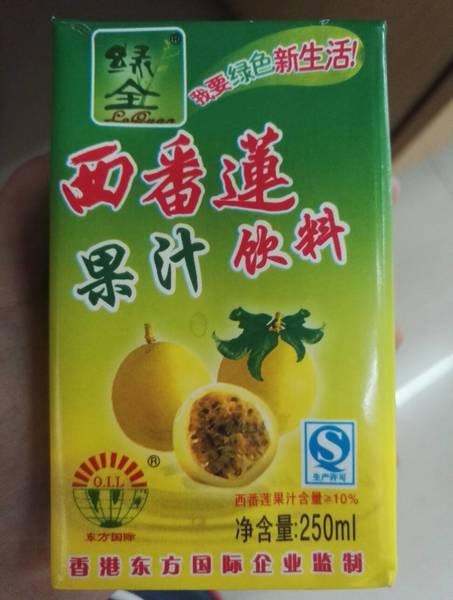 绿全®
LvQuan
我要绿色新生活!
西番蓮
果汁饮料
O.I.L ®
东方国际
S
生产许可
西番莲果汁含量≥10%
净含量:250ml
香港东方国际企业监制